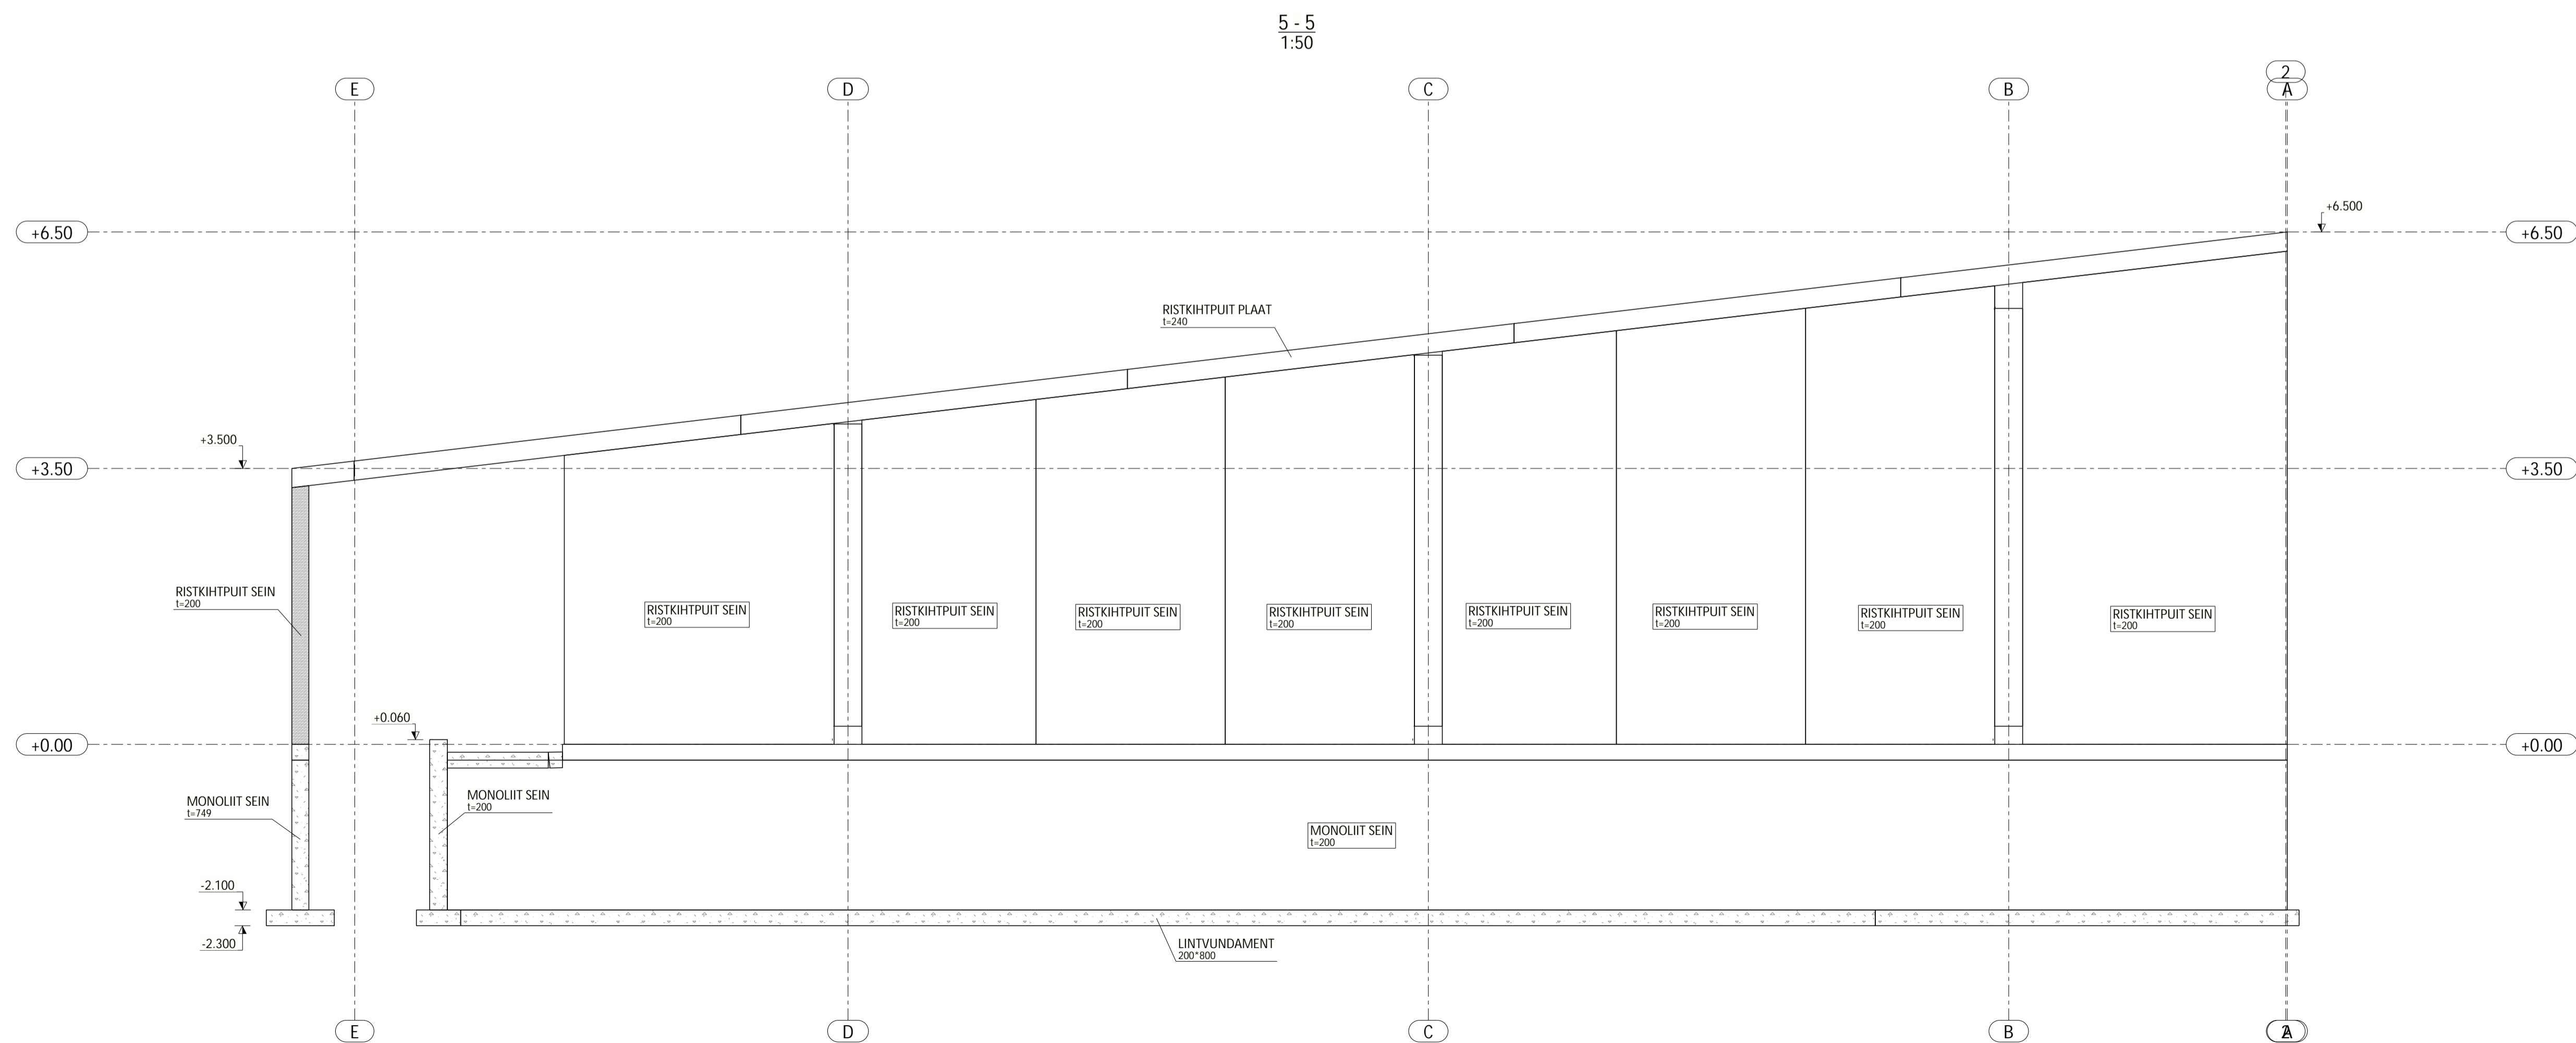 5 - 5
1:50
2
E
D
C
B
A
+6.500
+6.50
+6.50
RISTKIHTPUIT PLAAT
t=240
+3.500
+3.50
+3.50
RISTKIHTPUIT SEIN
t=200
RISTKIHTPUIT SEIN
t=200
RISTKIHTPUIT SEIN
t=200
RISTKIHTPUIT SEIN
t=200
RISTKIHTPUIT SEIN
t=200
RISTKIHTPUIT SEIN
t=200
RISTKIHTPUIT SEIN
t=200
RISTKIHTPUIT SEIN
t=200
RISTKIHTPUIT SEIN
t=200
+0.060
+0.00
+0.00
MONOLIIT SEIN
t=749
MONOLIIT SEIN
t=200
MONOLIIT SEIN
t=200
-2.100
-2.300
LINTVUNDAMENT
200*800
E
D
C
B
2
A